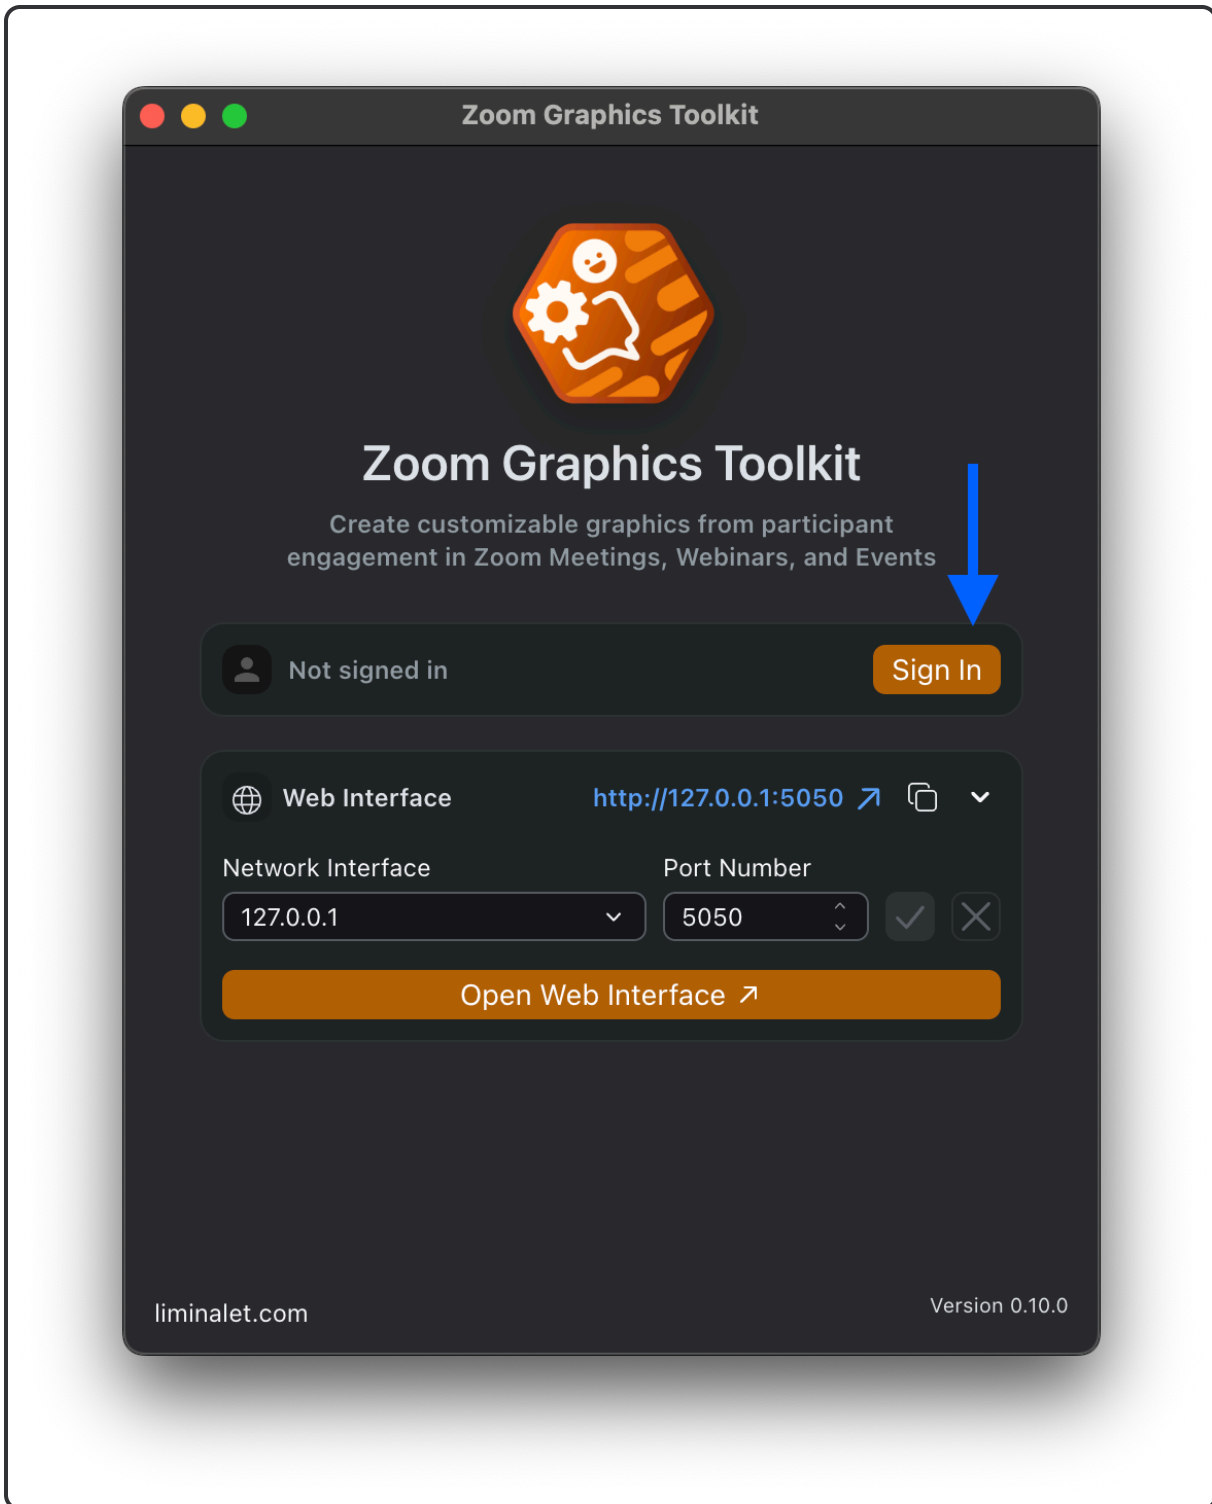 Zoom Graphics Toolkit
Zoom Graphics Toolkit
Create customizable graphics from participant
engagement in Zoom Meetings, Webinars, and Events
Not signed in
Sign In
Web Interface
http://127.0.0.1:5050
Network Interface
Port Number
127.0.0.1
5050
Open Web Interface
liminalet.com
Version 0.10.0